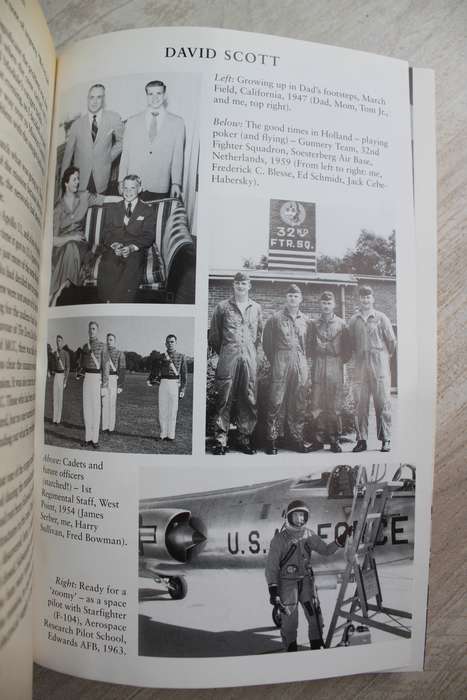 DAVID SCOTT
Left: Growing up in Dad's footsteps, March
Field, California, 1947 (Dad, Mom, Tom Jr.,
and me, top right).
Below: The good times in Holland – playing
poker (and flying) – Gunnery Team, 32nd
Fighter Squadron, Soesterberg Air Base,
Netherlands, 1959 (From left to right: me,
Frederick C. Blesse, Ed Schmidt, Jack Cebe-
Habersky).
32ND
FTR.SQ.
Above: Cadets and
future officers
(starched!) – 1st
Regimental Staff, West
Point, 1954 (James
Serber, me, Harry
Sullivan, Fred Bowman).
U.S. AIR FORCE
Right: Ready for a
'zoomy' – as a space
pilot with Starfighter
(F-104), Aerospace
Research Pilot School,
Edwards AFB, 1963.